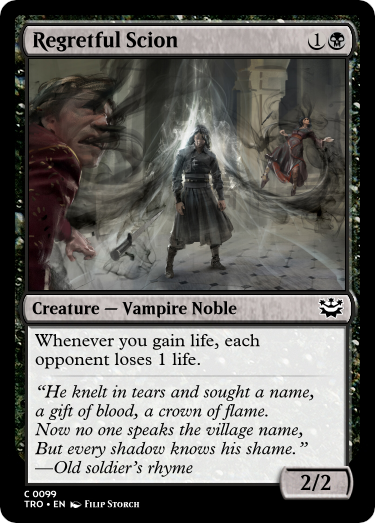 Regretful Scion
1
Creature — Vampire Noble
Whenever you gain life, each
opponent loses 1 life.
“He knelt in tears and sought a name,
a gift of blood, a crown of flame.
Now no one speaks the village name,
But every shadow knows his shame.”
—Old soldier’s rhyme
2/2
C 0099
TRO • EN Filip Storch